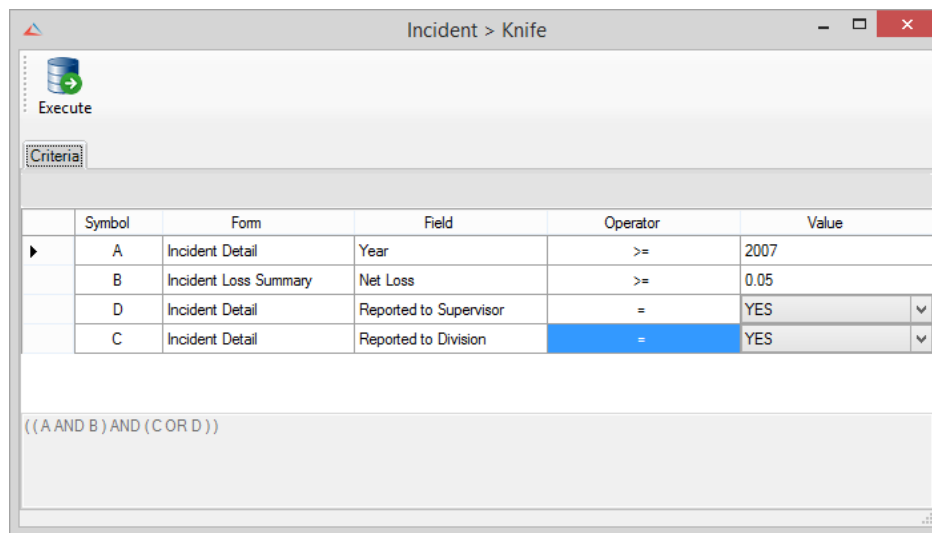 Incident > Knife
Execute
Criteria
Symbol Form Field Operator Value
A Incident Detail Year >= 2007
B Incident Loss Summary Net Loss >= 0.05
D Incident Detail Reported to Supervisor = YES
C Incident Detail Reported to Division = YES
( ( A AND B ) AND ( C OR D ) )